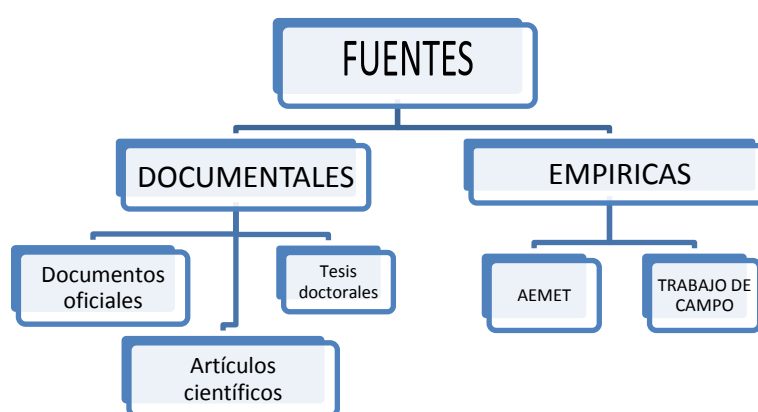 FUENTES
DOCUMENTALES
EMPIRICAS
Documentos
oficiales
Tesis
doctorales
AEMET
TRABAJO DE
CAMPO
Artículos
científicos